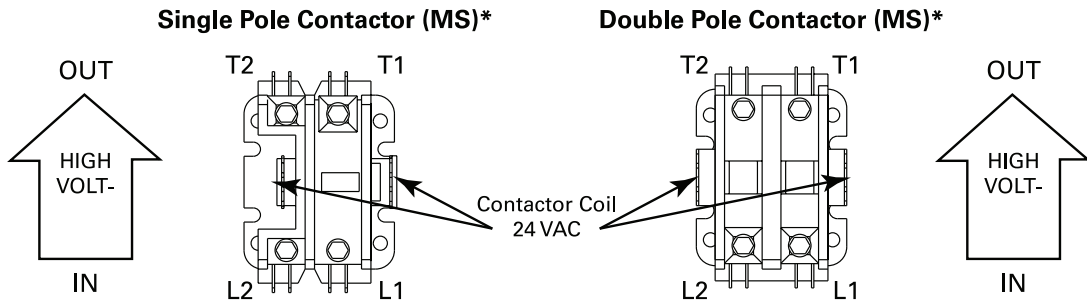 Single Pole Contactor (MS)*
Double Pole Contactor (MS)*
OUT
T2
T1
T2
T1
OUT
HIGH
VOLT-
HIGH
VOLT-
Contactor Coil
24 VAC
IN
L2
L1
L2
L1
IN